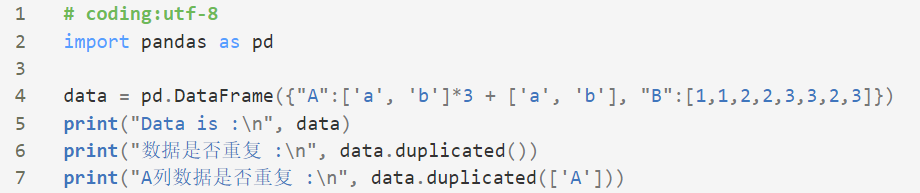 1 # coding:utf-8
2 import pandas as pd
3
4 data = pd.DataFrame({"A":['a', 'b']*3 + ['a', 'b'], "B":[1,1,2,2,3,3,2,3]})
5 print("Data is :\n", data)
6 print("数据是否重复 :\n", data.duplicated())
7 print("A列数据是否重复 :\n", data.duplicated(['A']))